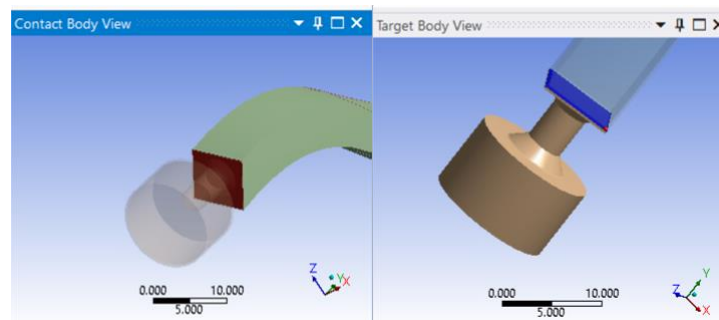 Contact Body View
Target Body View
0.000 10.000
5.000
Z Y X
0.000 10.000
5.000
Y Z X